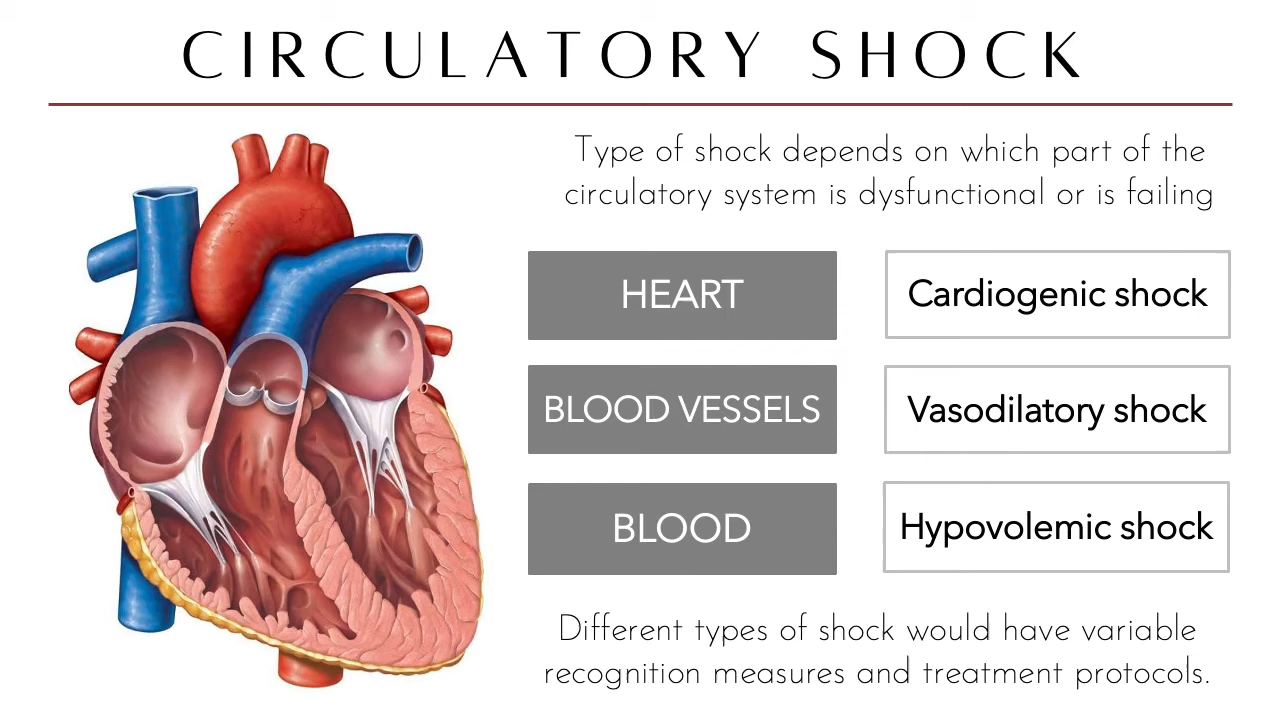 CIRCULATORY SHOCK
Type of shock depends on which part of the
circulatory system is dysfunctional or is failing
HEART
Cardiogenic shock
BLOOD VESSELS
Vasodilatory shock
BLOOD
Hypovolemic shock
Different types of shock would have variable
recognition measures and treatment protocols.